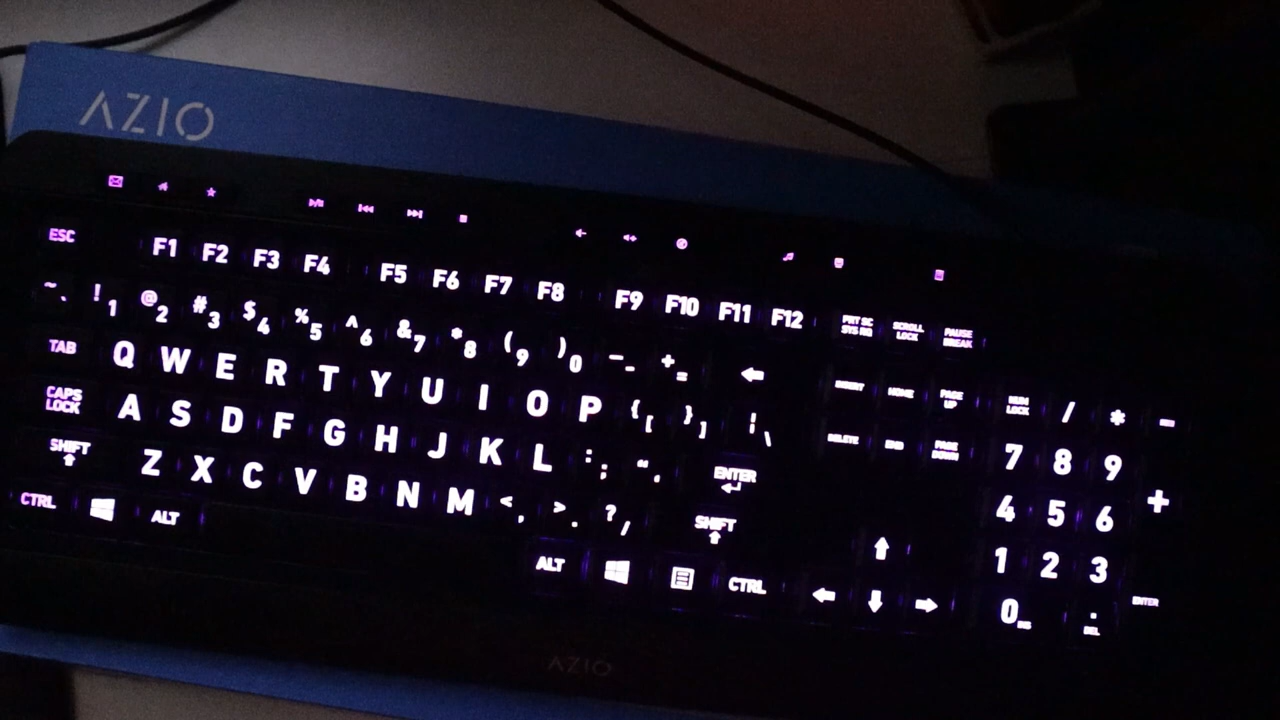 AZIO
ESC F1 F2 F3 F4 F5 F6 F7 F8 F9 F10 F11 F12 PRT SC SYS RQ SCROLL LOCK PAUSE BREAK
~ ` ! 1 @ 2 # 3 $ 4 % 5 ^ 6 & 7 * 8 ( 9 ) 0 _ - + = INSERT HOME PAGE UP NUM LOCK / * -
TAB Q W E R T Y U I O P { [ } ] | \ DELETE END PAGE DOWN 7 8 9 +
CAPS LOCK A S D F G H J K L : ; " ' ENTER 4 5 6
SHIFT Z X C V B N M < , > . ? / SHIFT 1 2 3 ENTER
CTRL ALT ALT CTRL 0 INS . DEL
AZIO